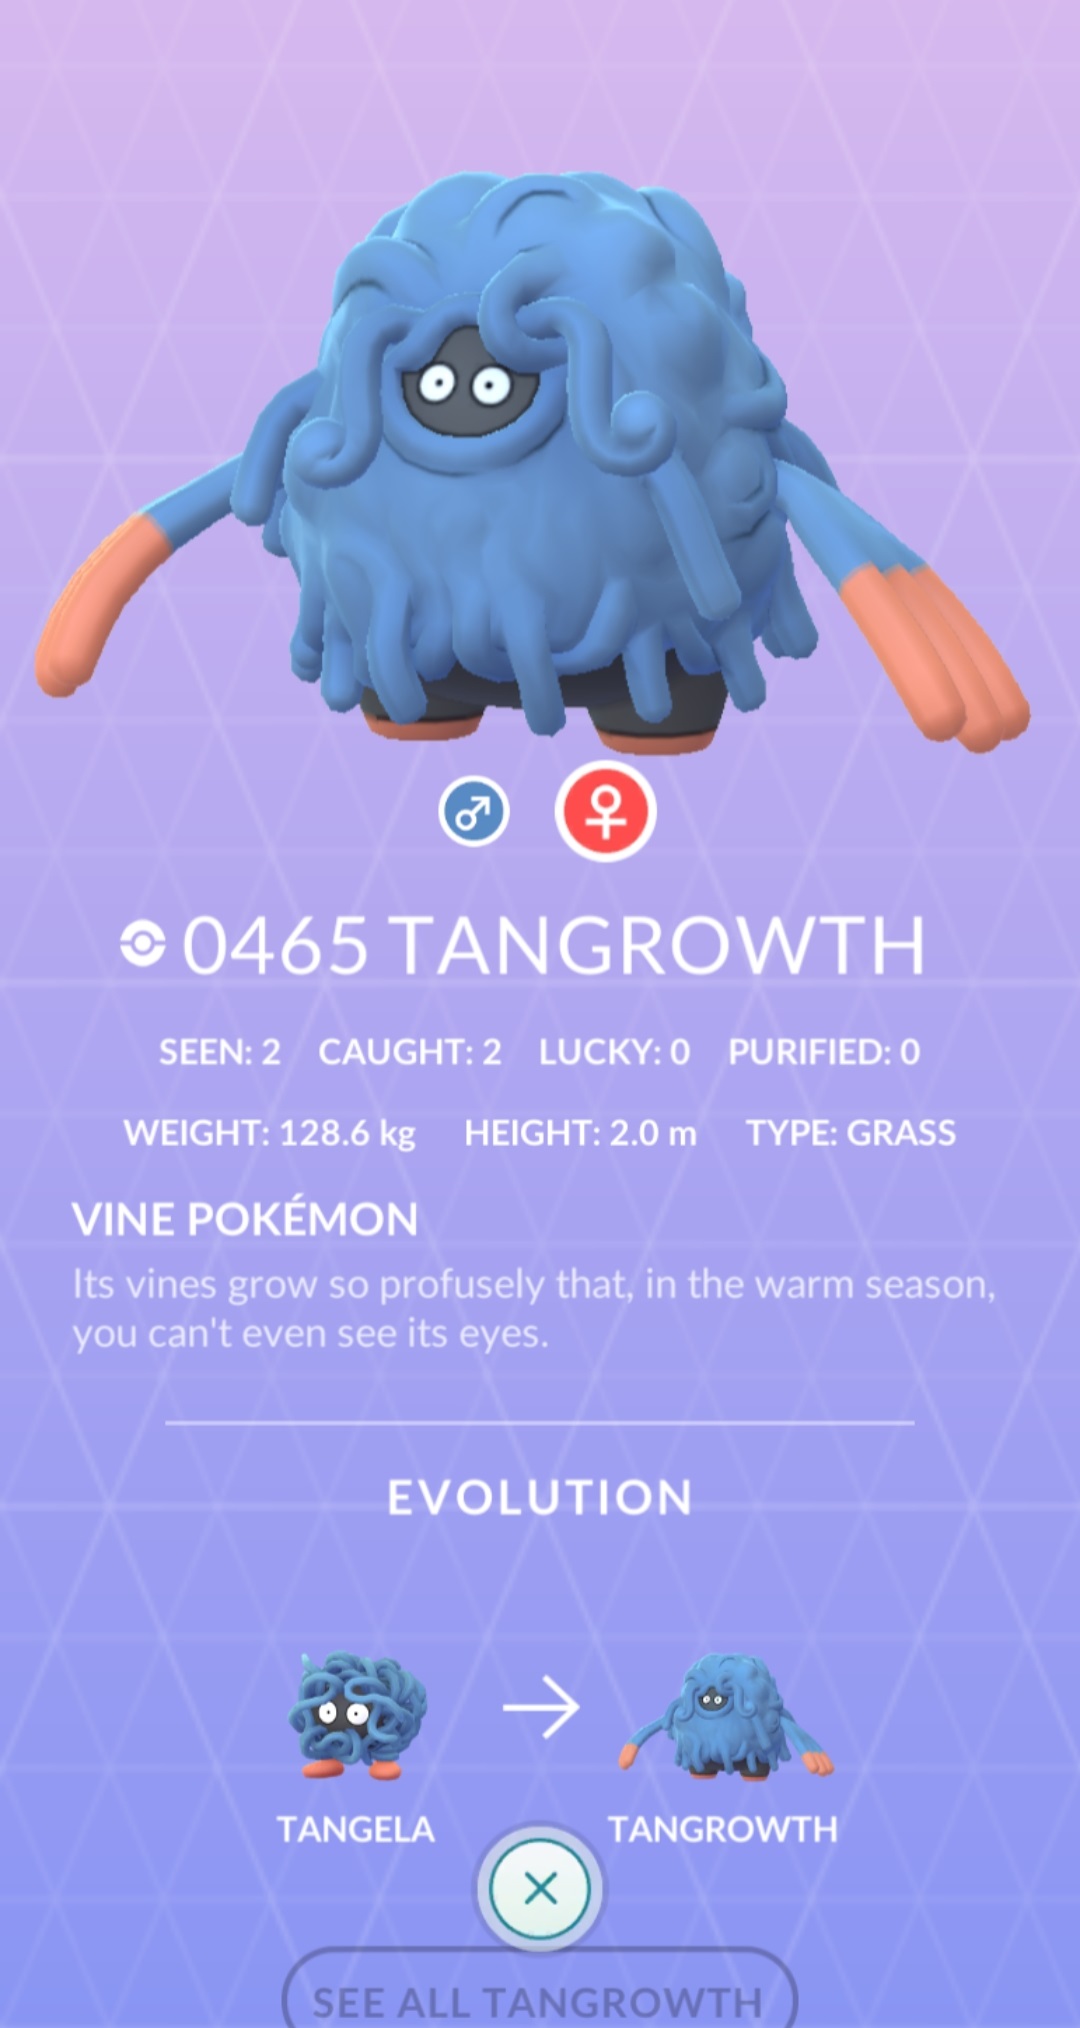 0465 TANGROWTH
SEEN: 2 CAUGHT: 2 LUCKY: 0 PURIFIED: 0
WEIGHT: 128.6 kg HEIGHT: 2.0 m TYPE: GRASS
VINE POKÉMON
Its vines grow so profusely that, in the warm season,
you can't even see its eyes.
EVOLUTION
TANGELA TANGROWTH
SEE ALL TANGROWTH